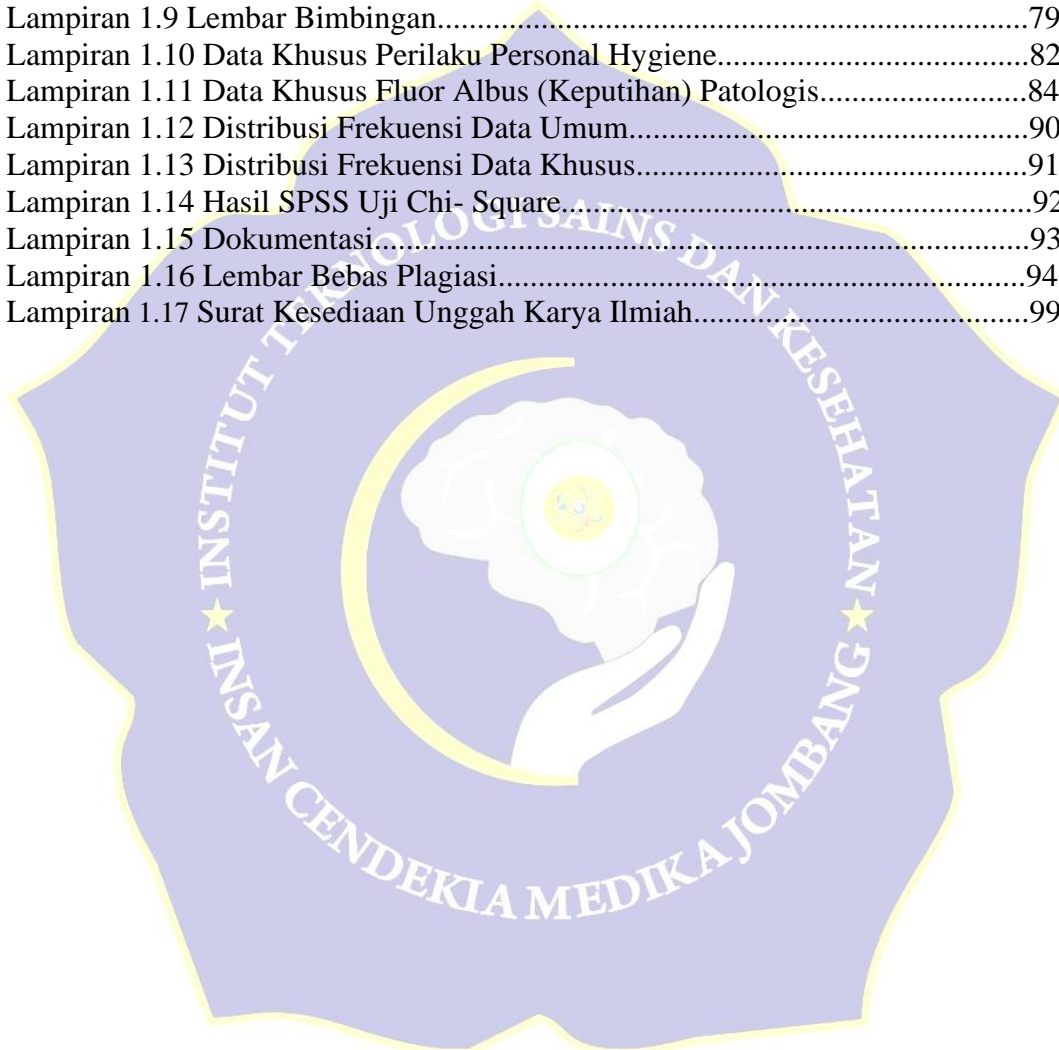 Lampiran 1.9 Lembar Bimbingan.............................................................................79
Lampiran 1.10 Data Khusus Perilaku Personal Hygiene........................................82
Lampiran 1.11 Data Khusus Fluor Albus (Keputihan) Patologis..........................84
Lampiran 1.12 Distribusi Frekuensi Data Umum...................................................90
Lampiran 1.13 Distribusi Frekuensi Data Khusus..................................................91
Lampiran 1.14 Hasil SPSS Uji Chi- Square............................................................92
Lampiran 1.15 Dokumentasi....................................................................................93
Lampiran 1.16 Lembar Bebas Plagiasi....................................................................94
Lampiran 1.17 Surat Kesediaan Unggah Karya Ilmiah...........................................99
INSTITUT TEKNOLOGI SAINS DAN KESEHATAN
INSAN CENDEKIA MEDIKA JOMBANG